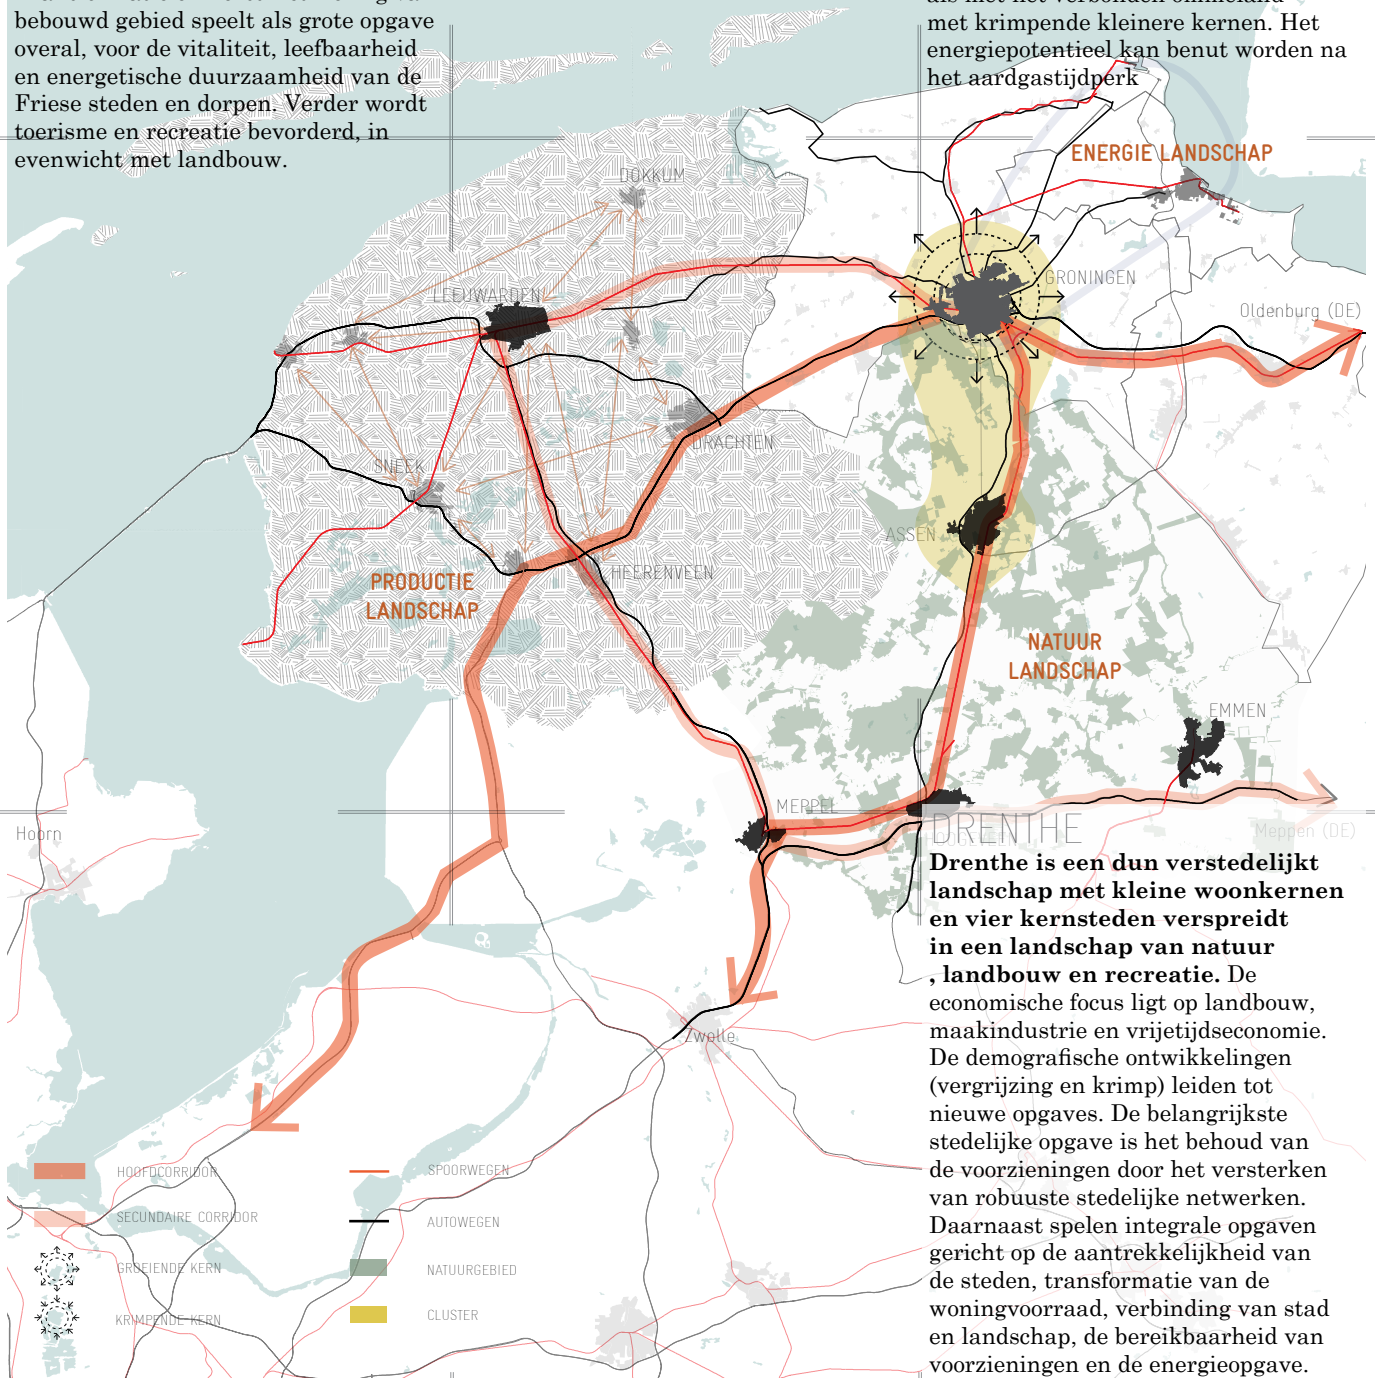 bebouwd gebied speelt als grote opgave
overal, voor de vitaliteit, leefbaarheid
en energetische duurzaamheid van de
Friese steden en dorpen. Verder wordt
toerisme en recreatie bevorderd, in
evenwicht met landbouw.
met krimpende kleinere kernen. Het
energiepotentieel kan benut worden na
het aardgastijdperk
ENERGIE LANDSCHAP
DOKKUM
LEEUWARDEN
GRONINGEN
Oldenburg (DE)
DRACHTEN
SNEEK
ASSEN
HEERENVEEN
PRODUCTIE
LANDSCHAP
NATUUR
LANDSCHAP
EMMEN
MEPPEL
Hoorn
Meppen (DE)
Zwolle
DRENTHE
Drenthe is een dun verstedelijkt
landschap met kleine woonkernen
en vier kernsteden verspreidt
in een landschap van natuur
, landbouw en recreatie. De
economische focus ligt op landbouw,
maakindustrie en vrijetijdseconomie.
De demografische ontwikkelingen
(vergrijzing en krimp) leiden tot
nieuwe opgaves. De belangrijkste
stedelijke opgave is het behoud van
de voorzieningen door het versterken
van robuuste stedelijke netwerken.
Daarnaast spelen integrale opgaven
gericht op de aantrekkelijkheid van
de steden, transformatie van de
woningvoorraad, verbinding van stad
en landschap, de bereikbaarheid van
voorzieningen en de energieopgave.
HOOFDCORRIDOR
SECUNDAIRE CORRIDOR
GROEIENDE KERN
KRIMPENDE KERN
SPOORWEGEN
AUTOWEGEN
NATUURGEBIED
CLUSTER